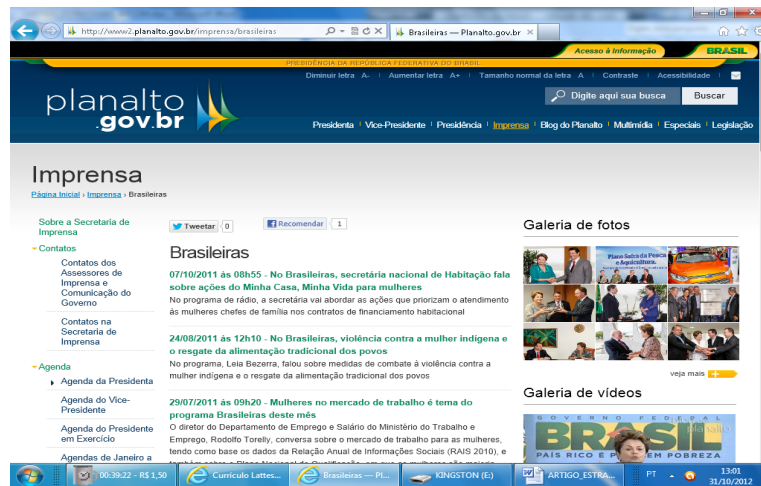 http://www2.planalto.gov.br/imprensa/brasileiras
Brasileiras — Planalto.gov.br
Acesso à Informação
BRASIL
PRESIDÊNCIA DA REPÚBLICA FEDERATIVA DO BRASIL
Diminuir letra A- | Aumentar letra A+ | Tamanho normal da letra A | Contraste | Acessibilidade |
planalto
.gov.br
Digite aqui sua busca
Buscar
Presidenta | Vice-Presidente | Presidência | Imprensa | Blog do Planalto | Multimídia | Especiais | Legislação
Imprensa
Página Inicial › Imprensa › Brasileiras
Sobre a Secretaria de
Imprensa
Contatos
Contatos dos
Assessores de
Imprensa e
Comunicação do
Governo
Contatos na
Secretaria de
Imprensa
Agenda
Agenda da Presidenta
Agenda do Vice-
Presidente
Agenda do Presidente
em Exercício
Agendas de Janeiro a
Tweetar 0
Recomendar 1
Brasileiras
07/10/2011 às 08h55 - No Brasileiras, secretária nacional de Habitação fala
sobre ações do Minha Casa, Minha Vida para mulheres
No programa de rádio, a secretária vai abordar as ações que priorizam o atendimento
às mulheres chefes de família nos contratos de financiamento habitacional
24/08/2011 às 12h10 - No Brasileiras, violência contra a mulher indígena e
o resgate da alimentação tradicional dos povos
No programa, Leia Bezerra, falou sobre medidas de combate à violência contra a
mulher indígena e o resgate da alimentação tradicional dos povos
29/07/2011 às 09h20 - Mulheres no mercado de trabalho é tema do
programa Brasileiras deste mês
O diretor do Departamento de Emprego e Salário do Ministério do Trabalho e
Emprego, Rodolfo Torelly, conversa sobre o mercado de trabalho para as mulheres,
tendo como base os dados da Relação Anual de Informações Sociais (RAIS 2010), e
Galeria de fotos
Plano Safra da Pesca
e Aquicultura
veja mais
Galeria de vídeos
GOVERNO FEDERAL
BRASIL
PAÍS RICO É PAÍS SEM POBREZA
planalto
00:39:22 - R$ 1,50
Currículo Lattes...
Brasileiras — Pl...
KINGSTON (E:)
ARTIGO_ESTRA...
PT
13:01
31/10/2012